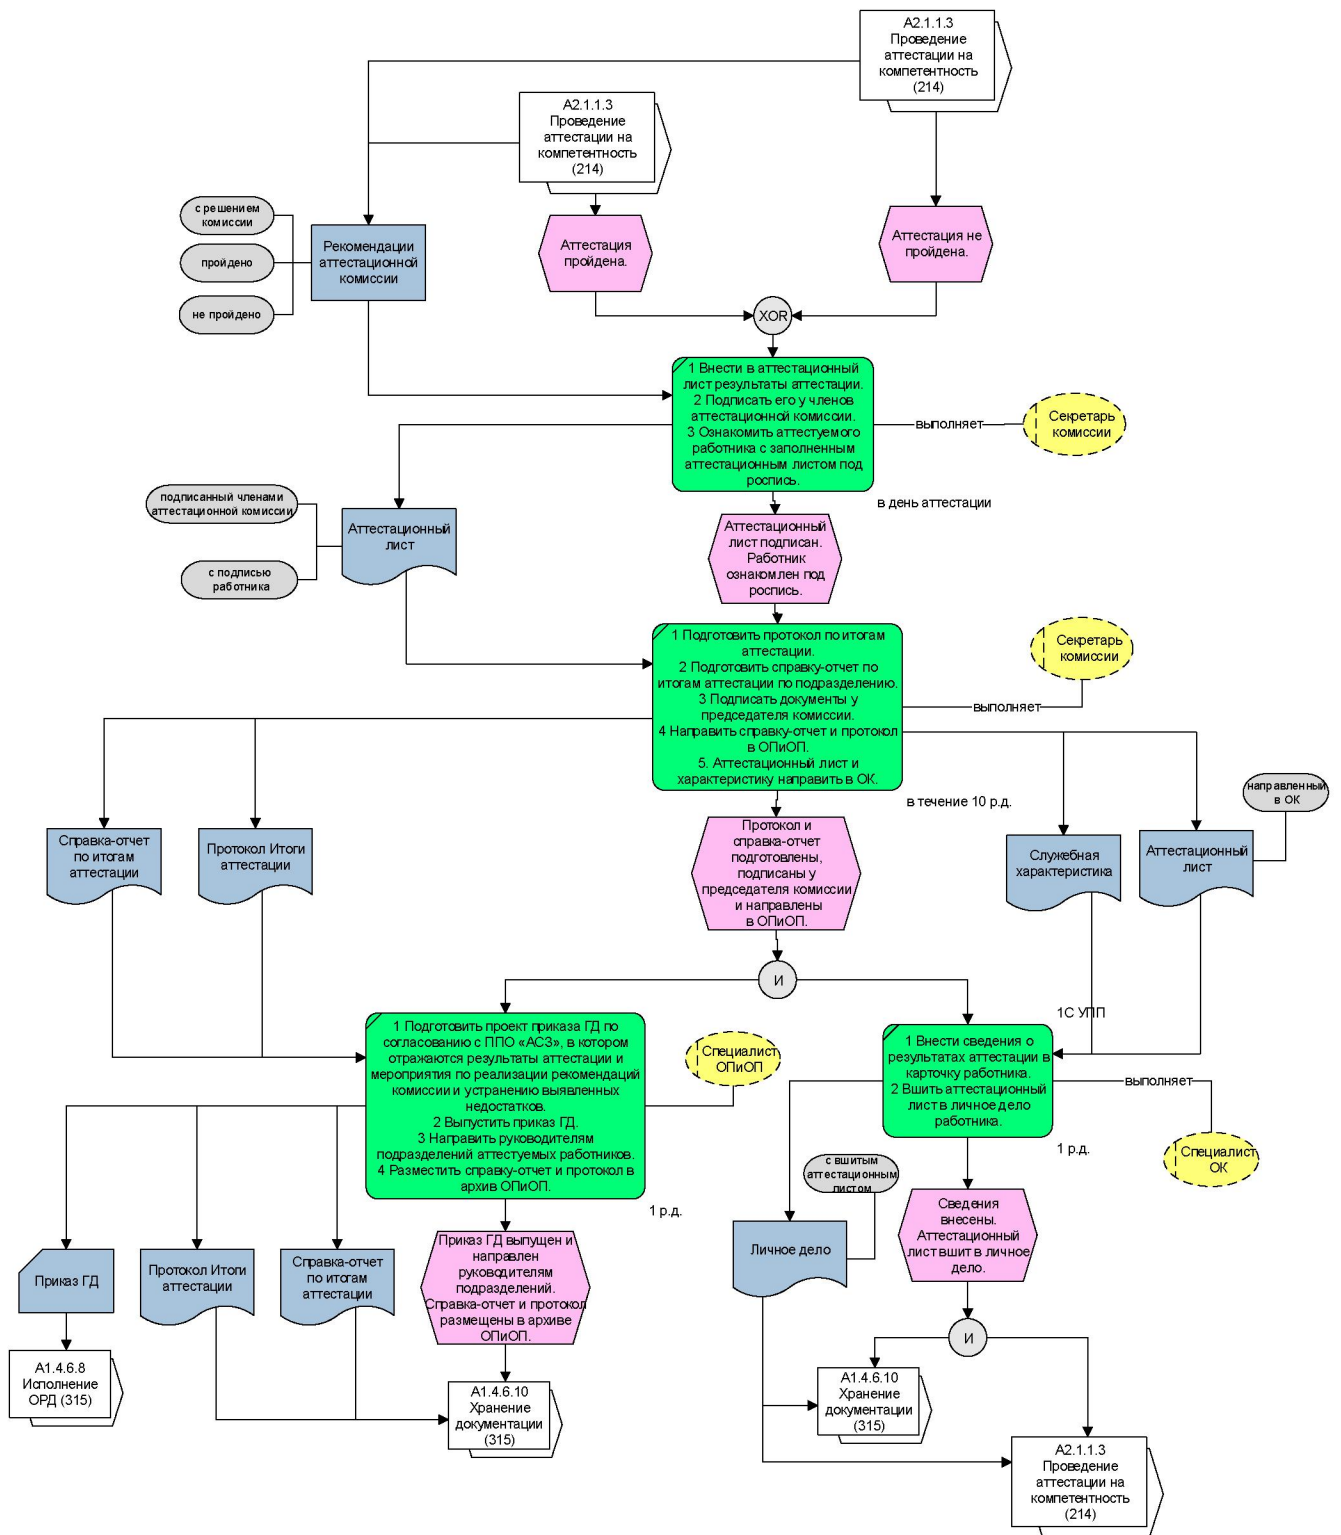 А2.1.1.3
Проведение
аттестации на
компетентность
(214)
А2.1.1.3
Проведение
аттестации на
компетентность
(214)
с решением
комиссии
пройдено
не пройдено
Рекомендации
аттестационной
комиссии
Аттестация
пройдена.
Аттестация не
пройдена.
XOR
1 Внести в аттестационный
лист результаты аттестации.
2 Подписать его у членов
аттестационной комиссии.
3 Ознакомить аттестуемого
работника с заполненным
аттестационным листом под
роспись.
выполняет
Секретарь
комиссии
в день аттестации
подписанный членами
аттестационной комиссии
с подписью
работника
Аттестационный
лист
Аттестационный
лист подписан.
Работник
ознакомлен под
роспись.
1 Подготовить протокол по итогам
аттестации.
2 Подготовить справку-отчет по
итогам аттестации по подразделению.
3 Подписать документы у
председателя комиссии.
4 Направить справку-отчет и протокол
в ОПиОП.
5. Аттестационный лист и
характеристику направить в ОК.
выполняет
Секретарь
комиссии
в течение 10 р.д.
направленный
в ОК
Справка-отчет
по итогам
аттестации
Протокол Итоги
аттестации
Протокол и
справка-отчет
подготовлены,
подписаны у
председателя комиссии
и направлены
в ОПиОП.
Служебная
характеристика
Аттестационный
лист
И
1С УПП
1 Подготовить проект приказа ГД по
согласованию с ППО «АСЗ», в котором
отражаются результаты аттестации и
мероприятия по реализации рекомендаций
комиссии и устранению выявленных
недостатков.
2 Выпустить приказ ГД.
3 Направить руководителям
подразделений аттестуемых работников.
4 Разместить справку-отчет и протокол в
архив ОПиОП.
Специалист
ОПиОП
1 р.д.
1 Внести сведения о
результатах аттестации в
карточку работника.
2 Вшить аттестационный
лист в личное дело
работника.
выполняет
Специалист
ОК
1 р.д.
с вшитым
аттестационным
листом
Личное дело
Сведения
внесены.
Аттестационный
лист вшит в личное
дело.
Приказ ГД
Протокол Итоги
аттестации
Справка-отчет
по итогам
аттестации
Приказ ГД выпущен и
направлен
руководителям
подразделений.
Справка-отчет и протокол
размещены в архиве
ОПиОП.
И
А1.4.6.8
Исполнение
ОРД (315)
А1.4.6.10
Хранение
документации
(315)
А1.4.6.10
Хранение
документации
(315)
А2.1.1.3
Проведение
аттестации на
компетентность
(214)